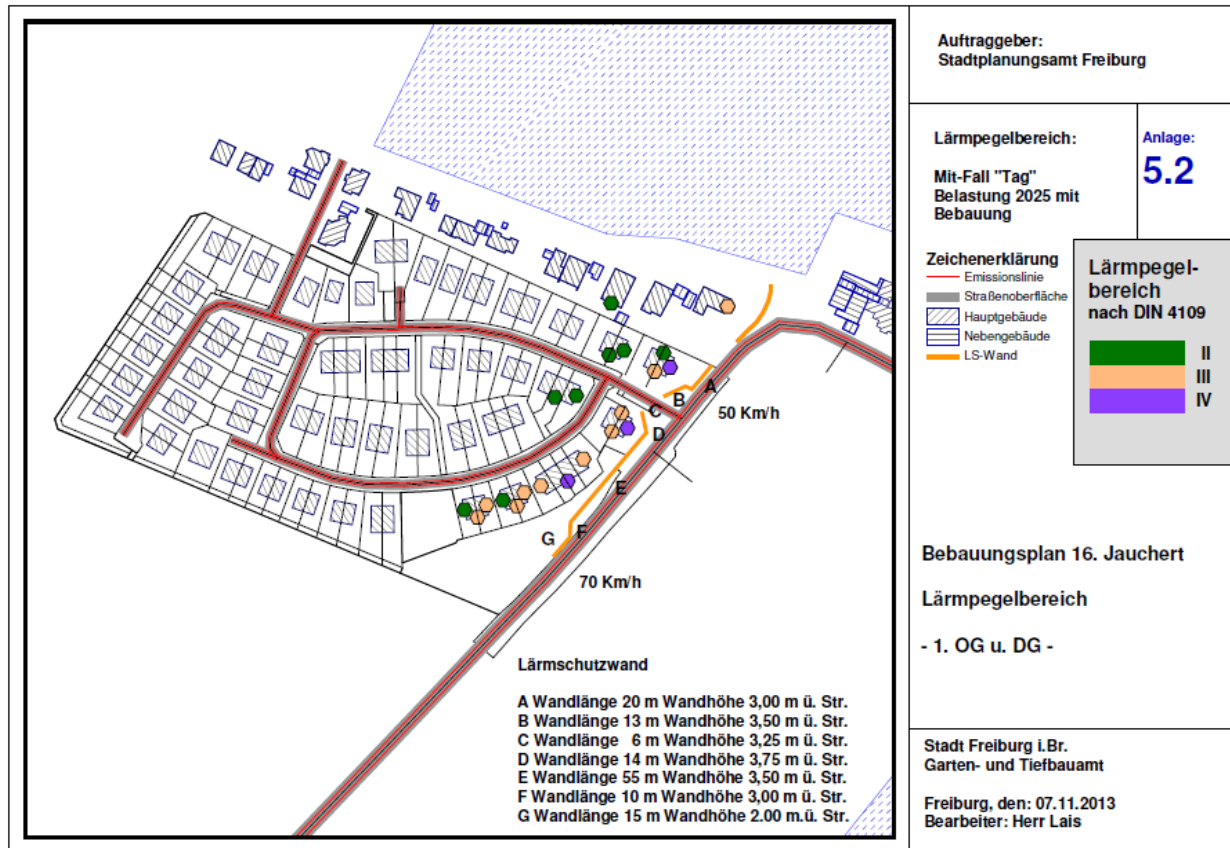 A
B
C
50 Km/h
D
E
F
G
70 Km/h
Lärmschutzwand
A Wandlänge 20 m Wandhöhe 3,00 m ü. Str.
B Wandlänge 13 m Wandhöhe 3,50 m ü. Str.
C Wandlänge 6 m Wandhöhe 3,25 m ü. Str.
D Wandlänge 14 m Wandhöhe 3,75 m ü. Str.
E Wandlänge 55 m Wandhöhe 3,50 m ü. Str.
F Wandlänge 10 m Wandhöhe 3,00 m ü. Str.
G Wandlänge 15 m Wandhöhe 2.00 m.ü. Str.
Auftraggeber:
Stadtplanungsamt Freiburg
Lärmpegelbereich:
Mit-Fall "Tag"
Belastung 2025 mit
Bebauung
Anlage:
5.2
Zeichenerklärung
Emissionslinie
Straßenoberfläche
Hauptgebäude
Nebengebäude
LS-Wand
Lärmpegel-
bereich
nach DIN 4109
II
III
IV
Bebauungsplan 16. Jauchert
Lärmpegelbereich
- 1. OG u. DG -
Stadt Freiburg i.Br.
Garten- und Tiefbauamt
Freiburg, den: 07.11.2013
Bearbeiter: Herr Lais